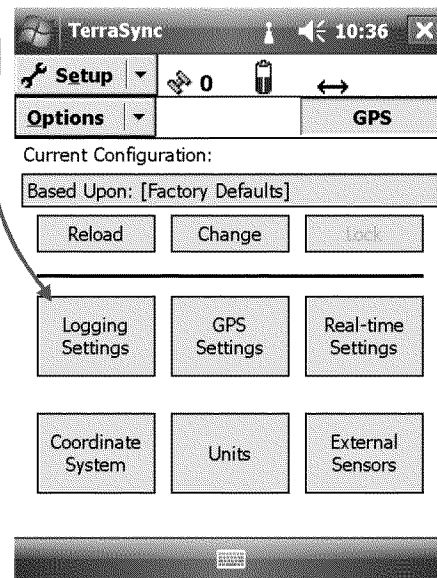 TerraSync 10:36
Setup 0
Options GPS
Current Configuration:
Based Upon: [Factory Defaults]
Reload Change Lock
Logging Settings
GPS Settings
Real-time Settings
Coordinate System
Units
External Sensors